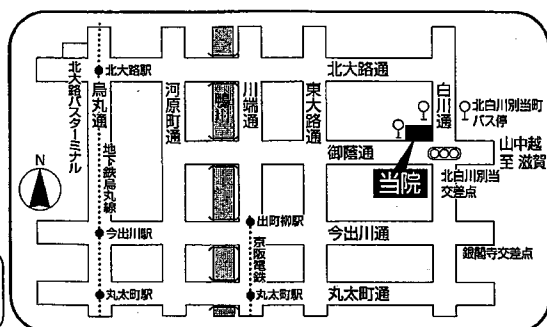 北大路駅
北大路通
北大路バスターミナル
烏丸通
地下鉄烏丸線
河原町通
鴨川
川端通
東大路通
白川通
北白川別当町
バス停
御蔭通
山中越
至 滋賀
当院
北白川別当
交差点
N
出町柳駅
今出川駅
今出川通
京阪電鉄
銀閣寺交差点
丸太町駅
丸太町駅
丸太町通